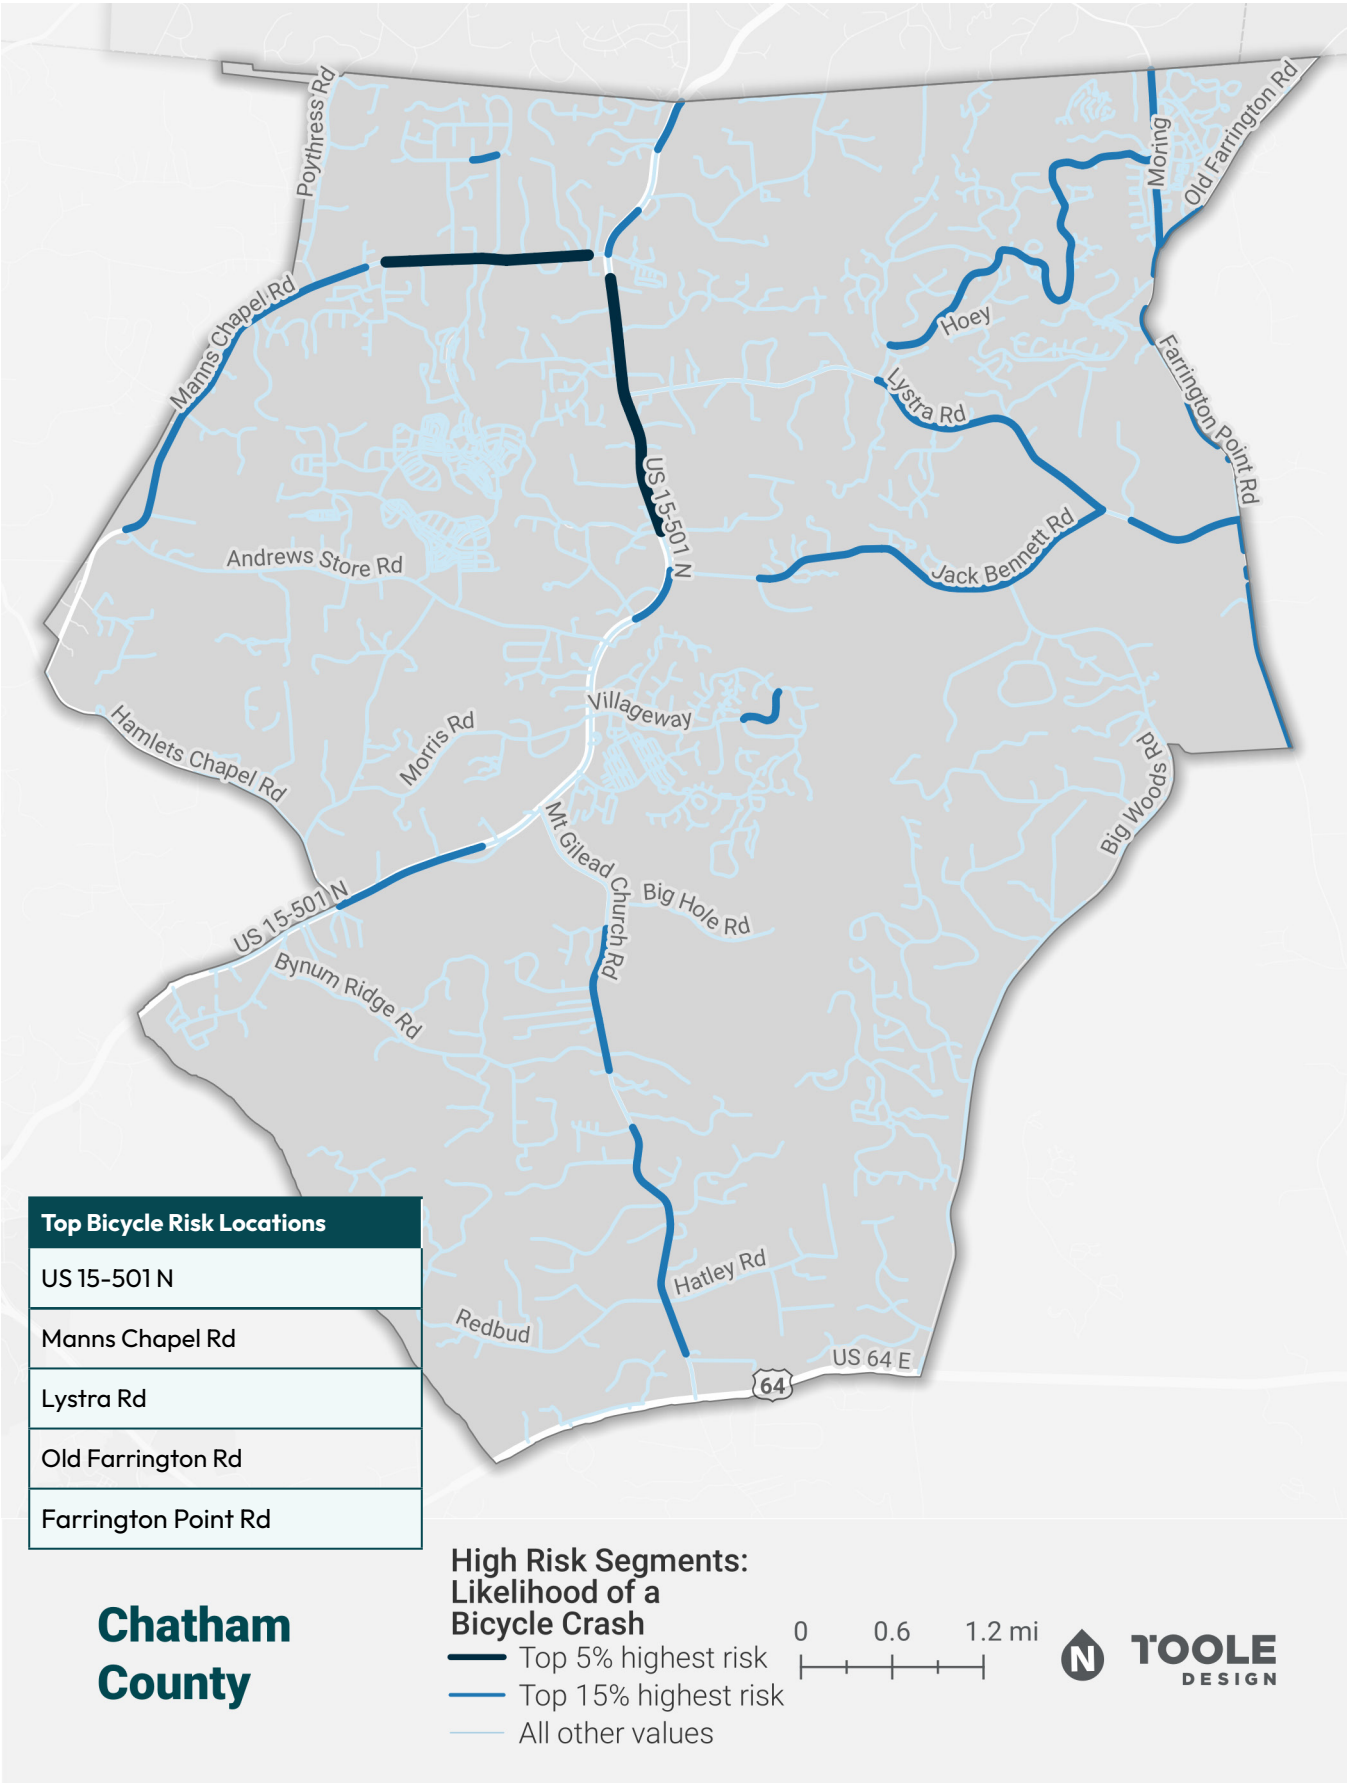 Poythress Rd
Moring
Old Farrington Rd
Manns Chapel Rd
Hoey
Lystra Rd
Farrington Point Rd
US 15-501 N
Andrews Store Rd
Jack Bennett Rd
Villageway
Morris Rd
Hamlets Chapel Rd
Big Woods Rd
Mt Gilead Church Rd
Big Hole Rd
US 15-501 N
Bynum Ridge Rd
Hatley Rd
Redbud
US 64 E
64
Top Bicycle Risk Locations
US 15-501 N
Manns Chapel Rd
Lystra Rd
Old Farrington Rd
Farrington Point Rd
Chatham
County
High Risk Segments:
Likelihood of a
Bicycle Crash
Top 5% highest risk
Top 15% highest risk
All other values
0 0.6 1.2 mi
N
TOOLE
DESIGN